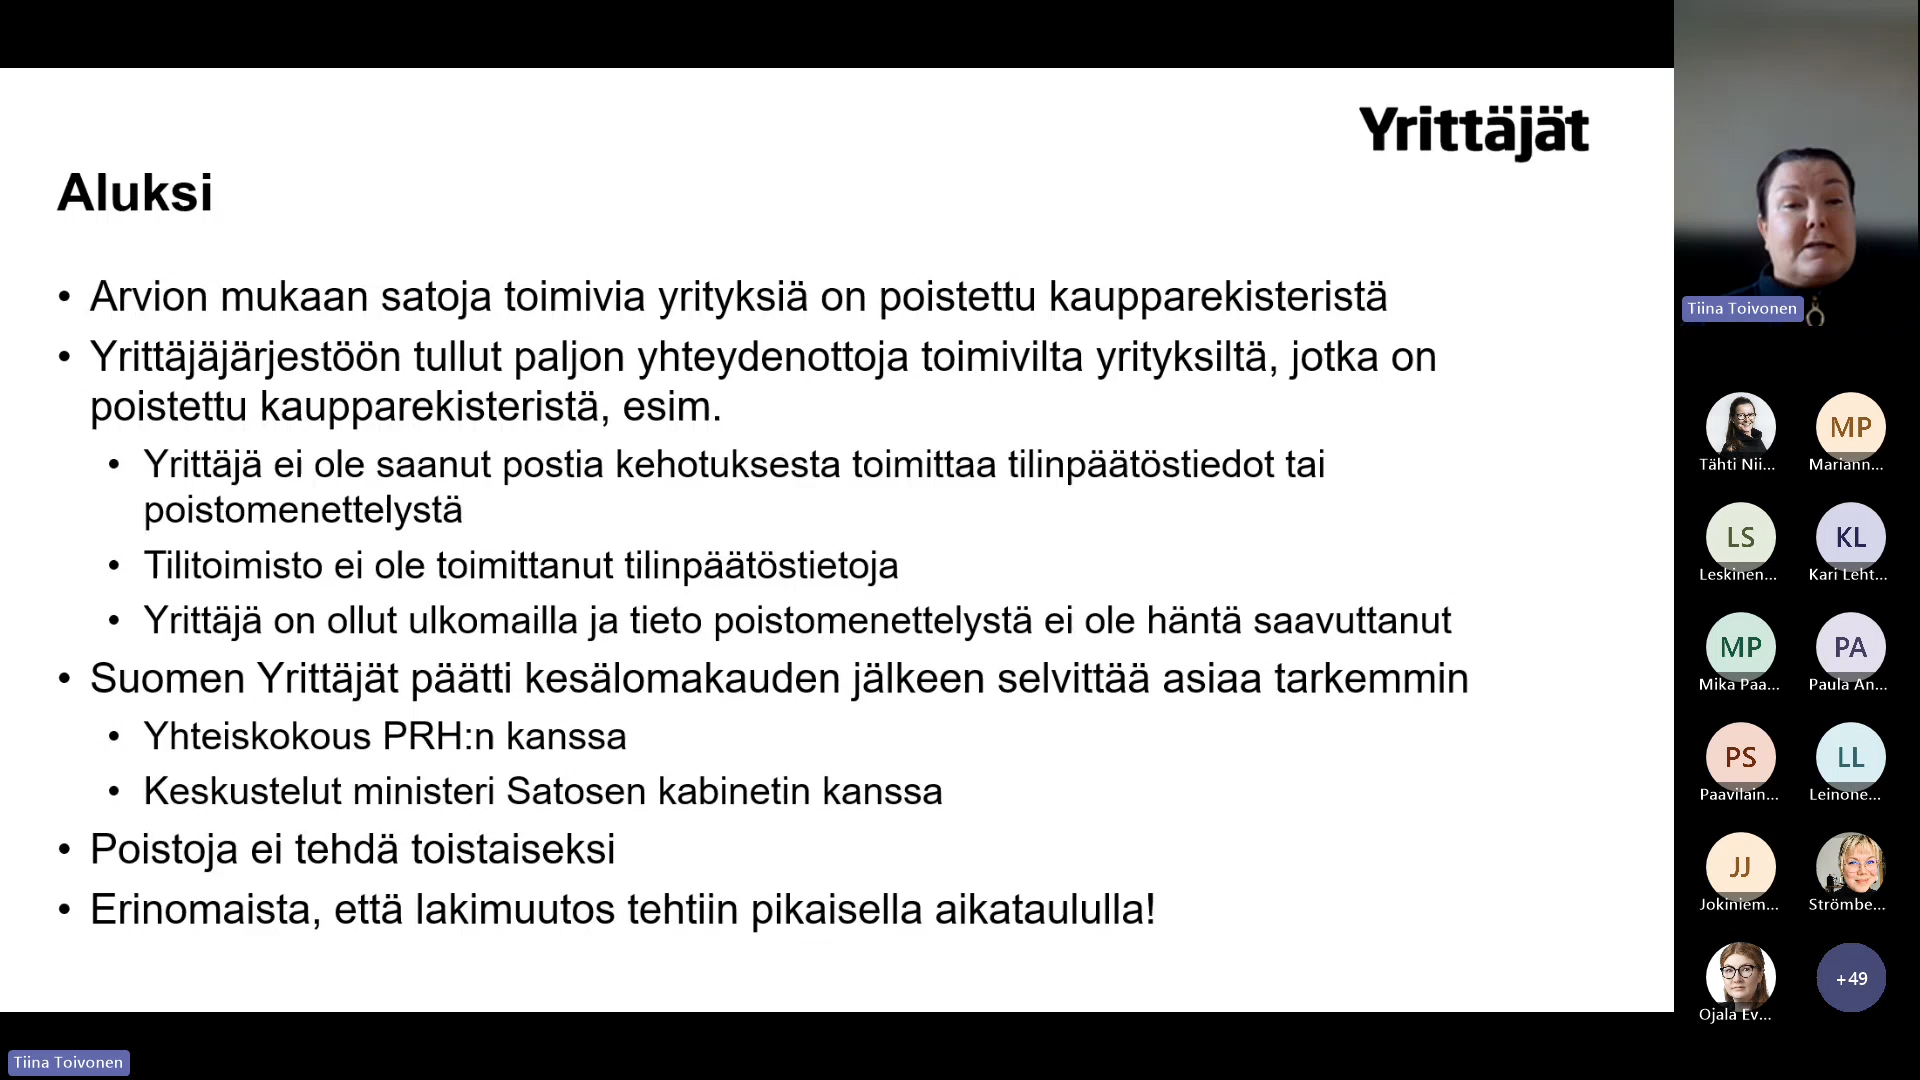 Yrittäjät
Aluksi
• Arvion mukaan satoja toimivia yrityksiä on poistettu kaupparekisteristä
• Yrittäjäjärjestöön tullut paljon yhteydenottoja toimivilta yrityksiltä, jotka on
poistettu kaupparekisteristä, esim.
• Yrittäjä ei ole saanut postia kehotuksesta toimittaa tilinpäätöstiedot tai
poistomenettelystä
• Tilitoimisto ei ole toimittanut tilinpäätöstietoja
• Yrittäjä on ollut ulkomailla ja tieto poistomenettelystä ei ole häntä saavuttanut
• Suomen Yrittäjät päätti kesälomakauden jälkeen selvittää asiaa tarkemmin
• Yhteiskokous PRH:n kanssa
• Keskustelut ministeri Satosen kabinetin kanssa
• Poistoja ei tehdä toistaiseksi
• Erinomaista, että lakimuutos tehtiin pikaisella aikataululla!
Tiina Toivonen
Tiina Toivonen
MP
Tähti Nii... Mariann...
LS KL
Leskinen... Kari Leht...
MP PA
Mika Paa... Paula An...
PS LL
Paavilain... Leinone...
JJ
Jokiniem... Strömbe...
+49
Ojala Ev...